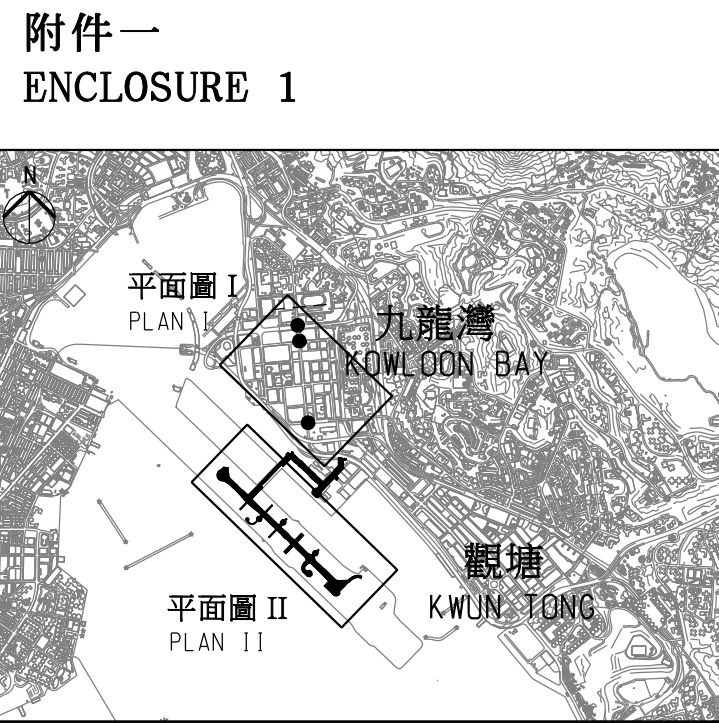 附件一
ENCLOSURE 1
N
平面圖 I
PLAN I
九龍灣
KOWLOON BAY
觀塘
KWUN TONG
平面圖 II
PLAN II